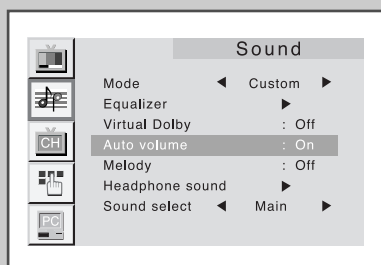 Sound
Mode ◀ Custom ▶
Equalizer ▶
Virtual Dolby : Off
CH
Auto volume : On
Melody : Off
Headphone sound ▶
Sound select ◀ Main ▶
PC